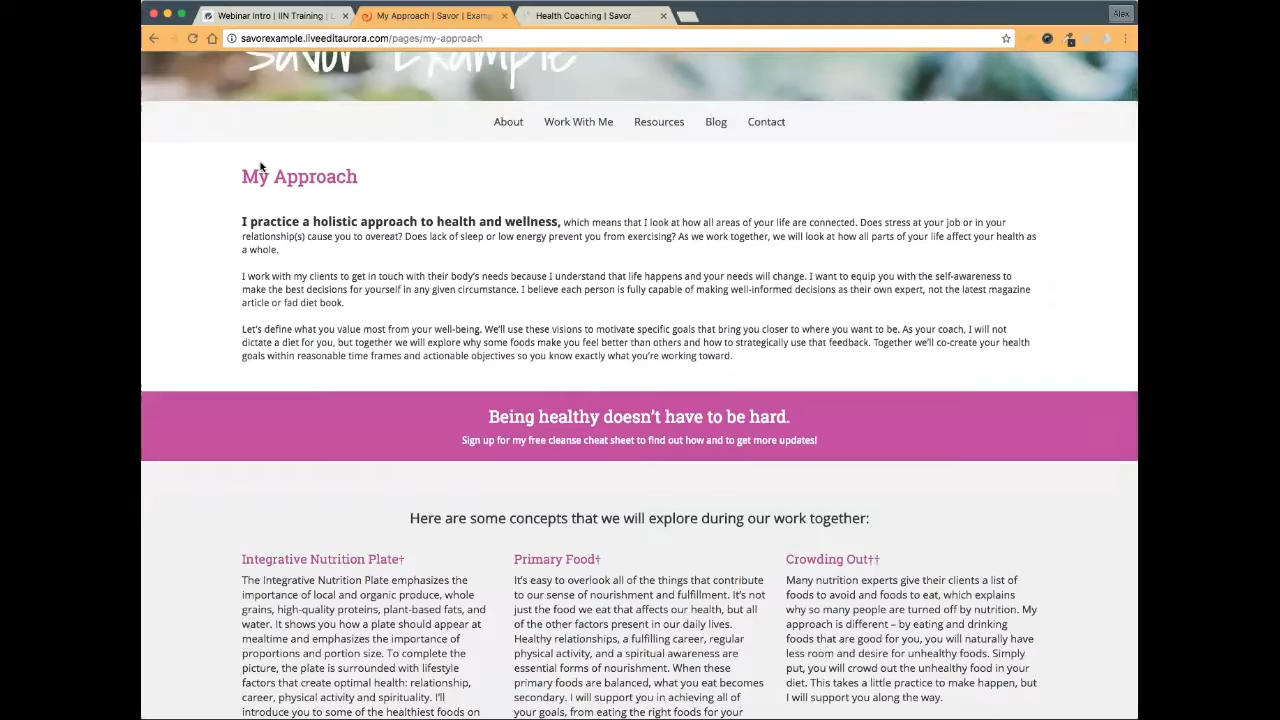 Webinar Intro | IIN Training | L
My Approach | Savor | Examp
Health Coaching | Savor
Alex
savorexample.liveeditaurora.com/pages/my-approach
Savor Example
About Work With Me Resources Blog Contact
My Approach
I practice a holistic approach to health and wellness, which means that I look at how all areas of your life are connected. Does stress at your job or in your
relationship(s) cause you to overeat? Does lack of sleep or low energy prevent you from exercising? As we work together, we will look at how all parts of your life affect your health as
a whole.
I work with my clients to get in touch with their body's needs because I understand that life happens and your needs will change. I want to equip you with the self-awareness to
make the best decisions for yourself in any given circumstance. I believe each person is fully capable of making well-informed decisions as their own expert, not the latest magazine
article or fad diet book.
Let's define what you value most from your well-being. We'll use these visions to motivate specific goals that bring you closer to where you want to be. As your coach, I will not
dictate a diet for you, but together we will explore why some foods make you feel better than others and how to strategically use that feedback. Together we'll co-create your health
goals within reasonable time frames and actionable objectives so you know exactly what you're working toward.
Being healthy doesn't have to be hard.
Sign up for my free cleanse cheat sheet to find out how and to get more updates!
Here are some concepts that we will explore during our work together:
Integrative Nutrition Plate†
The Integrative Nutrition Plate emphasizes the
importance of local and organic produce, whole
grains, high-quality proteins, plant-based fats, and
water. It shows you how a plate should appear at
mealtime and emphasizes the importance of
proportions and portion size. To complete the
picture, the plate is surrounded with lifestyle
factors that create optimal health: relationship,
career, physical activity and spirituality. I'll
introduce you to some of the healthiest foods on
Primary Food†
It's easy to overlook all of the things that contribute
to our sense of nourishment and fulfillment. It's not
just the food we eat that affects our health, but all
of the other factors present in our daily lives.
Healthy relationships, a fulfilling career, regular
physical activity, and a spiritual awareness are
essential forms of nourishment. When these
primary foods are balanced, what you eat becomes
secondary. I will support you in achieving all of
your goals, from eating the right foods for your
Crowding Out††
Many nutrition experts give their clients a list of
foods to avoid and foods to eat, which explains
why so many people are turned off by nutrition. My
approach is different – by eating and drinking
foods that are good for you, you will naturally have
less room and desire for unhealthy foods. Simply
put, you will crowd out the unhealthy food in your
diet. This takes a little practice to make happen, but
I will support you along the way.